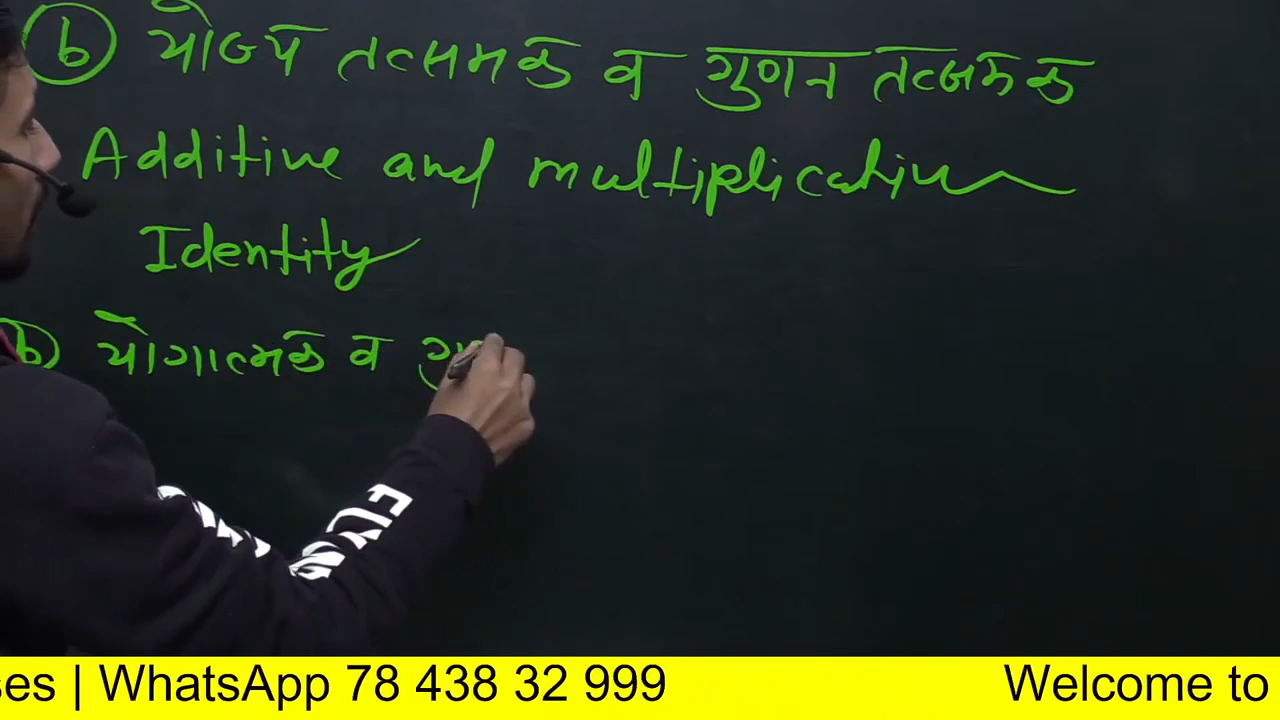 b योज्य तत्समक व गुणन तत्समक
Additive and multiplicative
Identity
b योगात्मक व गु
ses | WhatsApp 78 438 32 999 Welcome to